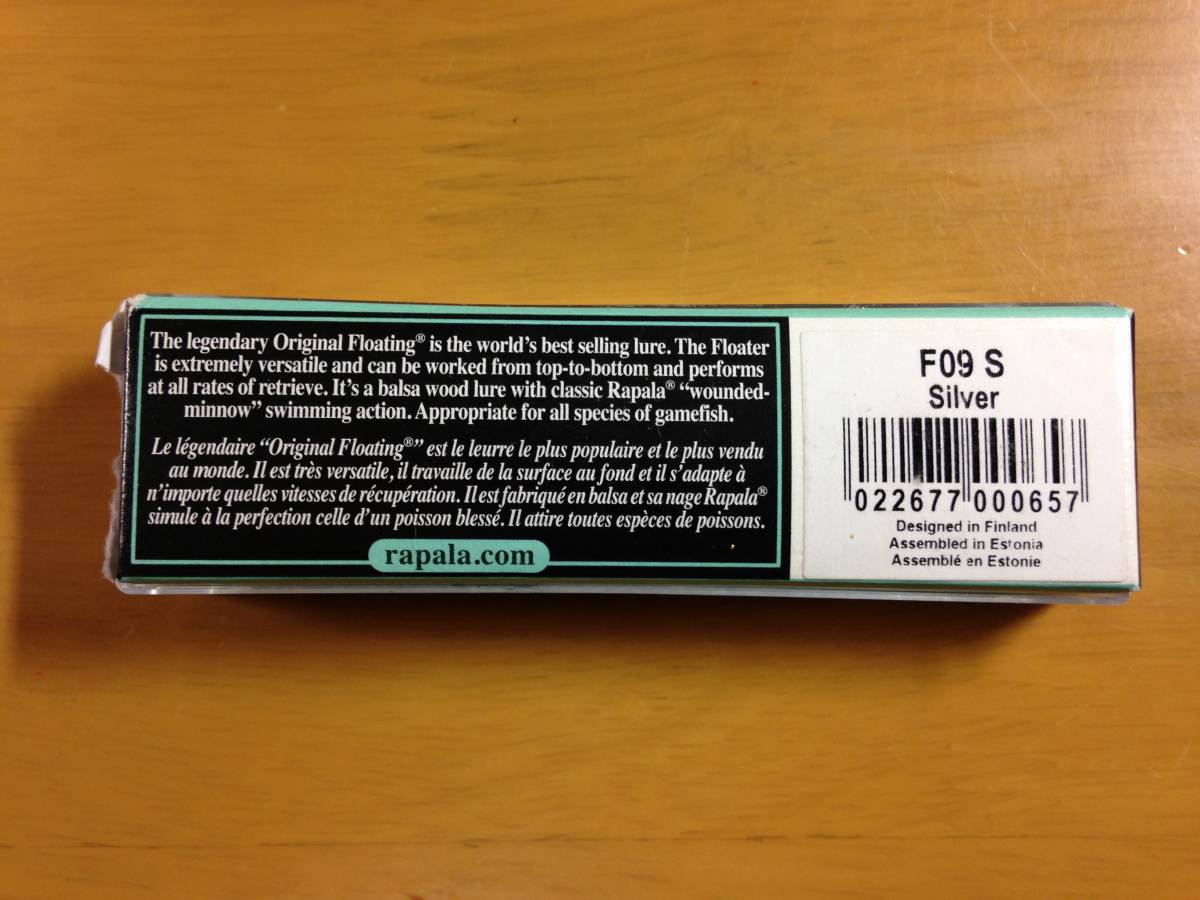 The legendary Original Floating® is the world's best selling lure. The Floater
is extremely versatile and can be worked from top-to-bottom and performs
at all rates of retrieve. It's a balsa wood lure with classic Rapala® “wounded-
minnow” swimming action. Appropriate for all species of gamefish.
Le légendaire “Original Floating®” est le leurre le plus populaire et le plus vendu
au monde. Il est très versatile, il travaille de la surface au fond et il s'adapte à
n'importe quelles vitesses de récupération. Il est fabriqué en balsa et sa nage Rapala®
simule à la perfection celle d'un poisson blessé. Il attire toutes espèces de poissons.
rapala.com
F09 S
Silver
022677 000657
Designed in Finland
Assembled in Estonia
Assemblé en Estonie